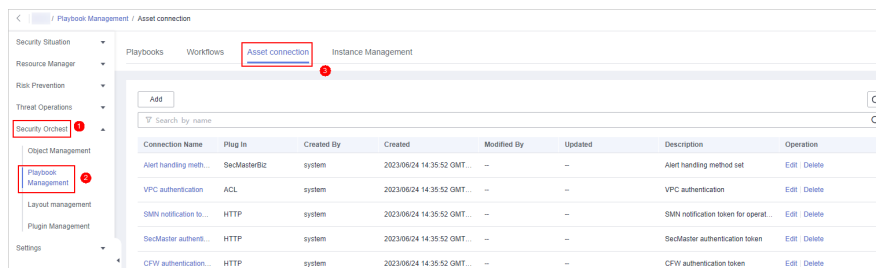 / Playbook Management / Asset connection
Security Situation
Resource Manager
Risk Prevention
Threat Operations
Security Orchest 1
Object Management
Playbook
Management 2
Layout management
Plugin Management
Settings
Playbooks Workflows Asset connection Instance Management
3
Add
Search by name
Connection Name Plug In Created By Created Modified By Updated Description Operation
Alert handling meth... SecMasterBiz system 2023/06/24 14:35:52 GMT... -- -- Alert handling method set Edit Delete
VPC authentication ACL system 2023/06/24 14:35:52 GMT... -- -- VPC authentication Edit Delete
SMN notification to... HTTP system 2023/06/24 14:35:52 GMT... -- -- SMN notification token for operat... Edit Delete
SecMaster authenti... HTTP system 2023/06/24 14:35:52 GMT... -- -- SecMaster authentication token Edit Delete
CFW authentication... HTTP system 2023/06/24 14:35:52 GMT... -- -- CFW authentication token Edit Delete